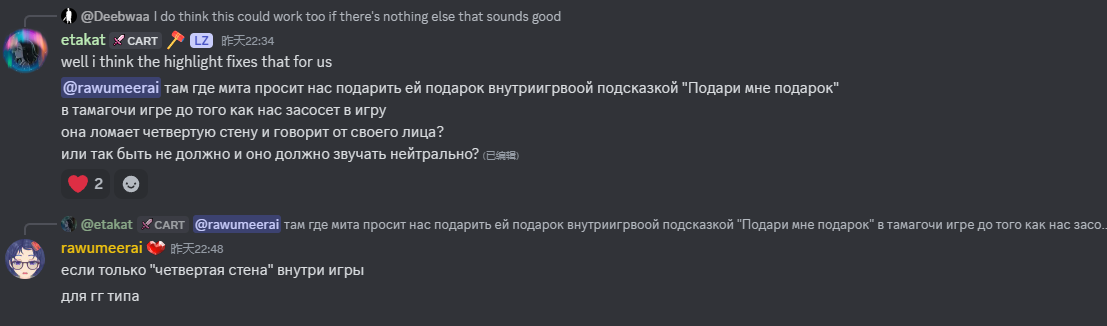 @Deebwaa I do think this could work too if there's nothing else that sounds good
etakat CART LZ 昨天22:34
well i think the highlight fixes that for us
@rawumeerai там где мита просит нас подарить ей подарок внутриигрвоой подсказкой "Подари мне подарок"
в тамагочи игре до того как нас засосет в игру
она ломает четвертую стену и говорит от своего лица?
или так быть не должно и оно должно звучать нейтрально? (已编辑)
2
@etakat CART @rawumeerai там где мита просит нас подарить ей подарок внутриигрвоой подсказкой "Подари мне подарок" в тамагочи игре до того как нас засо...
rawumeerai 昨天22:48
если только "четвертая стена" внутри игры
для гг типа